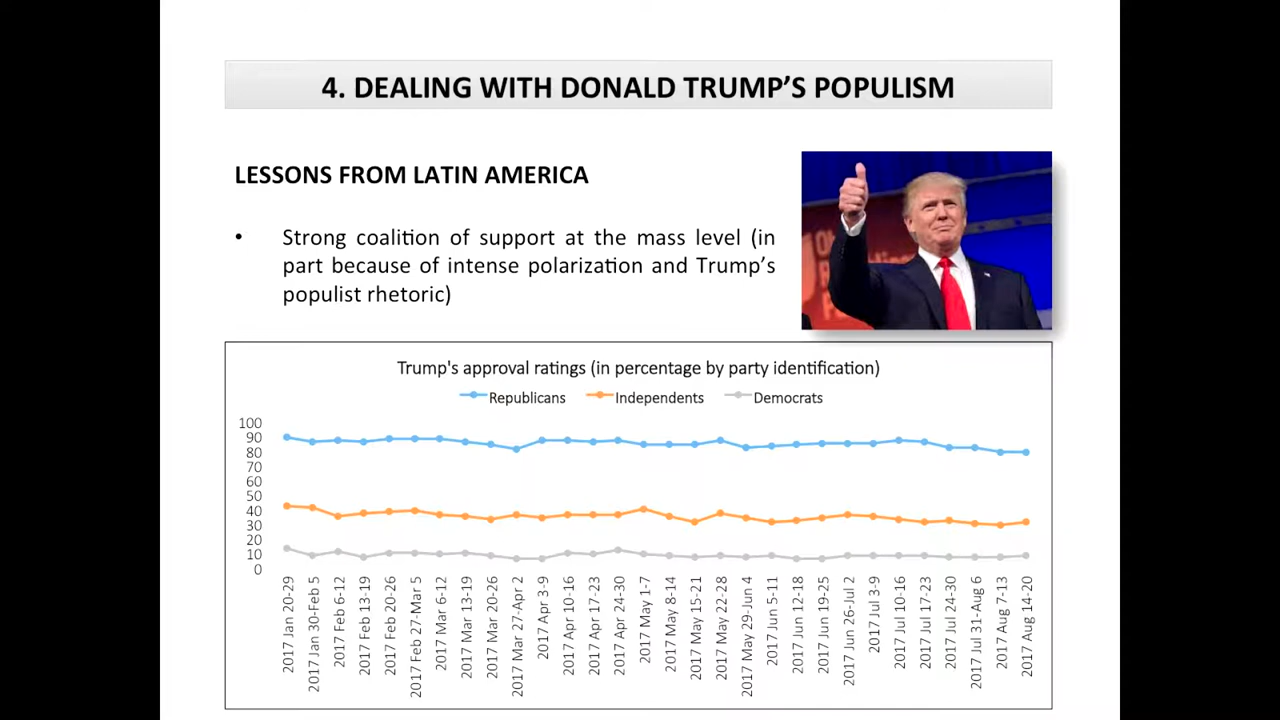 4. DEALING WITH DONALD TRUMP’S POPULISM
LESSONS FROM LATIN AMERICA
• Strong coalition of support at the mass level (in
part because of intense polarization and Trump’s
populist rhetoric)
Trump's approval ratings (in percentage by party identification)
Republicans Independents Democrats
100
90
80
70
60
50
40
30
20
10
0
2017 Jan 20-29
2017 Jan 30-Feb 5
2017 Feb 6-12
2017 Feb 13-19
2017 Feb 20-26
2017 Feb 27-Mar 5
2017 Mar 6-12
2017 Mar 13-19
2017 Mar 20-26
2017 Mar 27-Apr 2
2017 Apr 3-9
2017 Apr 10-16
2017 Apr 17-23
2017 Apr 24-30
2017 May 1-7
2017 May 8-14
2017 May 15-21
2017 May 22-28
2017 May 29-Jun 4
2017 Jun 5-11
2017 Jun 12-18
2017 Jun 19-25
2017 Jun 26-Jul 2
2017 Jul 3-9
2017 Jul 10-16
2017 Jul 17-23
2017 Jul 24-30
2017 Jul 31-Aug 6
2017 Aug 7-13
2017 Aug 14-20